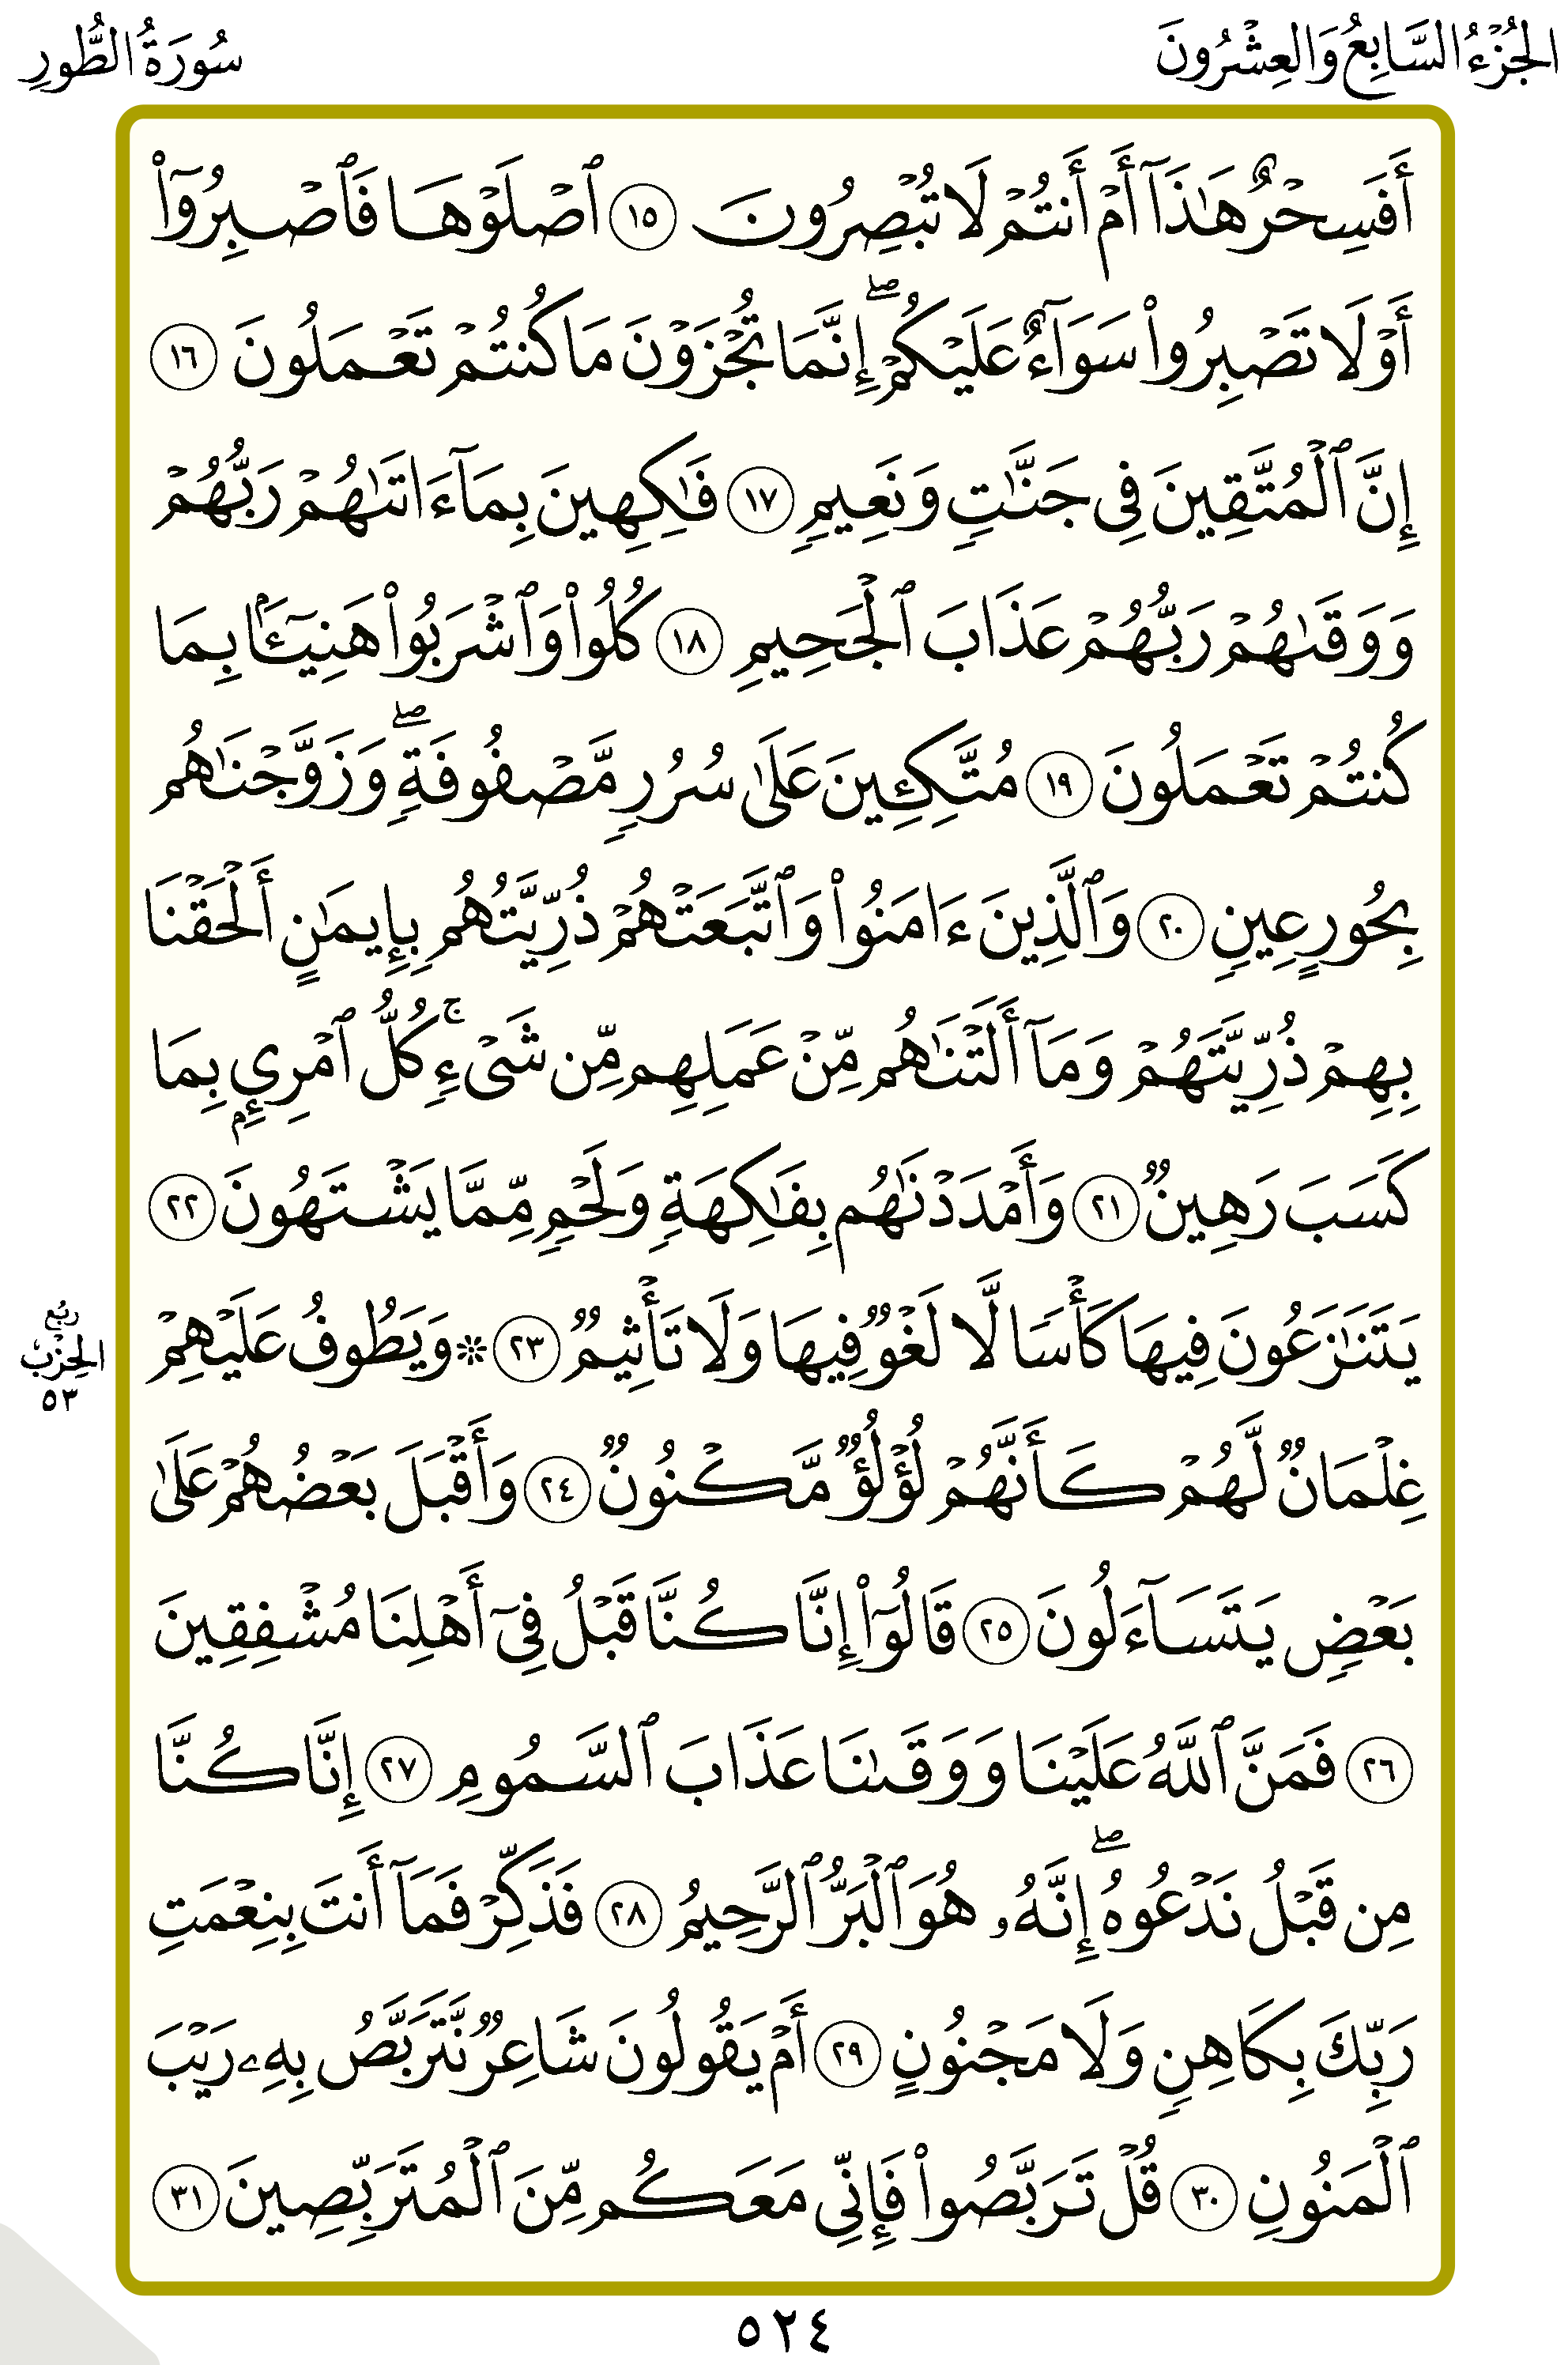 الجُزْءُ السَّابِعُ وَالعِشْرُونَ
سُورَةُ الطُّورِ
أَفَسِحْرٌ هَٰذَآ أَمْ أَنتُمْ لَا تُبْصِرُونَ ١٥ ٱصْلَوْهَا فَٱصْبِرُوٓا۟
أَوْ لَا تَصْبِرُوا۟ سَوَآءٌ عَلَيْكُمْ ۖ إِنَّمَا تُجْزَوْنَ مَا كُنتُمْ تَعْمَلُونَ ١٦
إِنَّ ٱلْمُتَّقِينَ فِى جَنَّٰتٍ وَنَعِيمٍ ١٧ فَٰكِهِينَ بِمَآ ءَاتَىٰهُمْ رَبُّهُمْ
وَوَقَىٰهُمْ رَبُّهُمْ عَذَابَ ٱلْجَحِيمِ ١٨ كُلُوا۟ وَٱشْرَبُوا۟ هَنِيٓـًٔۢا بِمَا
كُنتُمْ تَعْمَلُونَ ١٩ مُتَّكِـِٔينَ عَلَىٰ سُرُرٍ مَّصْفُوفَةٍ ۖ وَزَوَّجْنَٰهُم
بِحُورٍ عِينٍ ٢٠ وَٱلَّذِينَ ءَامَنُوا۟ وَٱتَّبَعَتْهُمْ ذُرِّيَّتُهُم بِإِيمَٰنٍ أَلْحَقْنَا
بِهِمْ ذُرِّيَّتَهُمْ وَمَآ أَلَتْنَٰهُم مِّنْ عَمَلِهِم مِّن شَىْءٍ ۚ كُلُّ ٱمْرِئٍۭ بِمَا
كَسَبَ رَهِينٌ ٢١ وَأَمْدَدْنَٰهُم بِفَٰكِهَةٍ وَلَحْمٍ مِّمَّا يَشْتَهُونَ ٢٢
يَتَنَٰزَعُونَ فِيهَا كَأْسًا لَّا لَغْوٌ فِيهَا وَلَا تَأْثِيمٌ ٢٣ ۞ وَيَطُوفُ عَلَيْهِمْ
ربع
الحِزْب
٥٣
غِلْمَانٌ لَّهُمْ كَأَنَّهُمْ لُؤْلُؤٌ مَّكْنُونٌ ٢٤ وَأَقْبَلَ بَعْضُهُمْ عَلَىٰ
بَعْضٍ يَتَسَآءَلُونَ ٢٥ قَالُوٓا۟ إِنَّا كُنَّا قَبْلُ فِىٓ أَهْلِنَا مُشْفِقِينَ
٢٦ فَمَنَّ ٱللَّهُ عَلَيْنَا وَوَقَىٰنَا عَذَابَ ٱلسَّمُومِ ٢٧ إِنَّا كُنَّا
مِن قَبْلُ نَدْعُوهُ ۖ إِنَّهُۥ هُوَ ٱلْبَرُّ ٱلرَّحِيمُ ٢٨ فَذَكِّرْ فَمَآ أَنتَ بِنِعْمَتِ
رَبِّكَ بِكَاهِنٍ وَلَا مَجْنُونٍ ٢٩ أَمْ يَقُولُونَ شَاعِرٌ نَّتَرَبَّصُ بِهِۦ رَيْبَ
ٱلْمَنُونِ ٣٠ قُلْ تَرَبَّصُوا۟ فَإِنِّى مَعَكُم مِّنَ ٱلْمُتَرَبِّصِينَ ٣١
٥٢٤